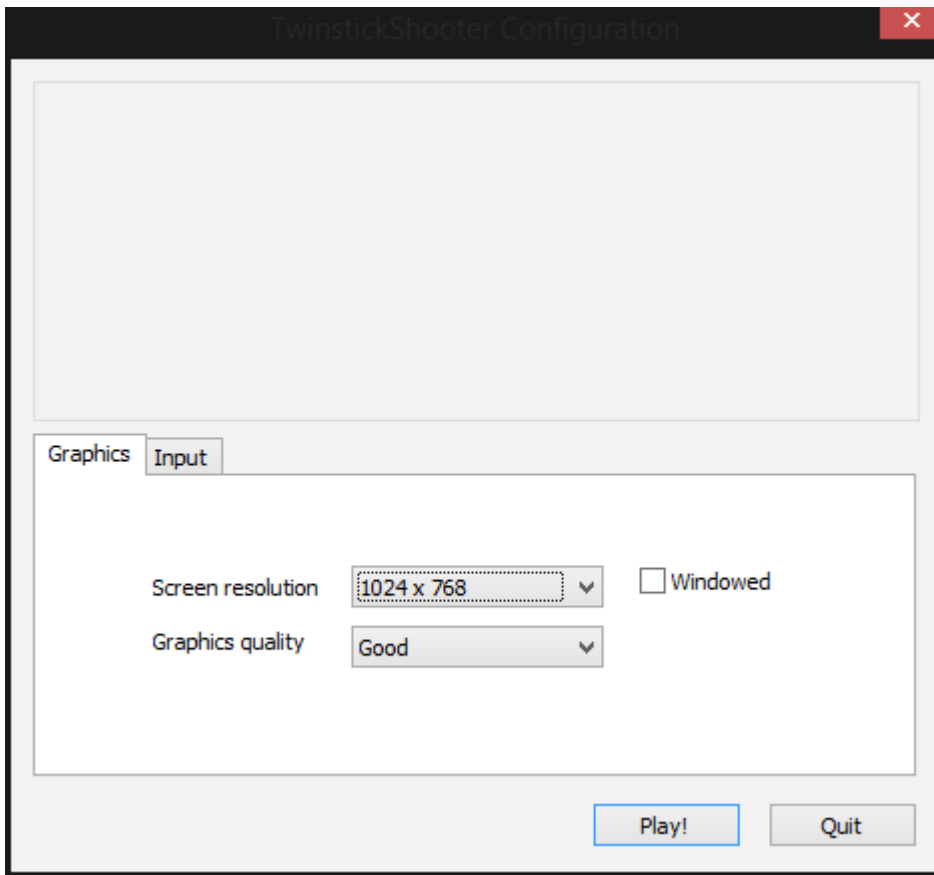 TwinstickShooter Configuration
Graphics Input
Screen resolution 1024 x 768 Windowed
Graphics quality Good
Play! Quit